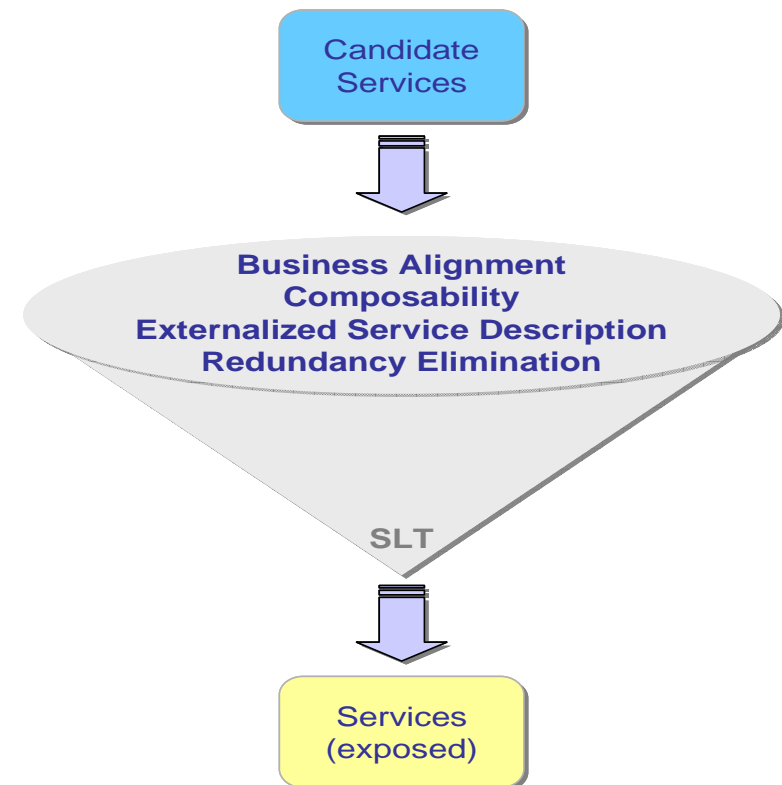 Candidate
Services
Business Alignment
Composability
Externalized Service Description
Redundancy Elimination
SLT
Services
(exposed)